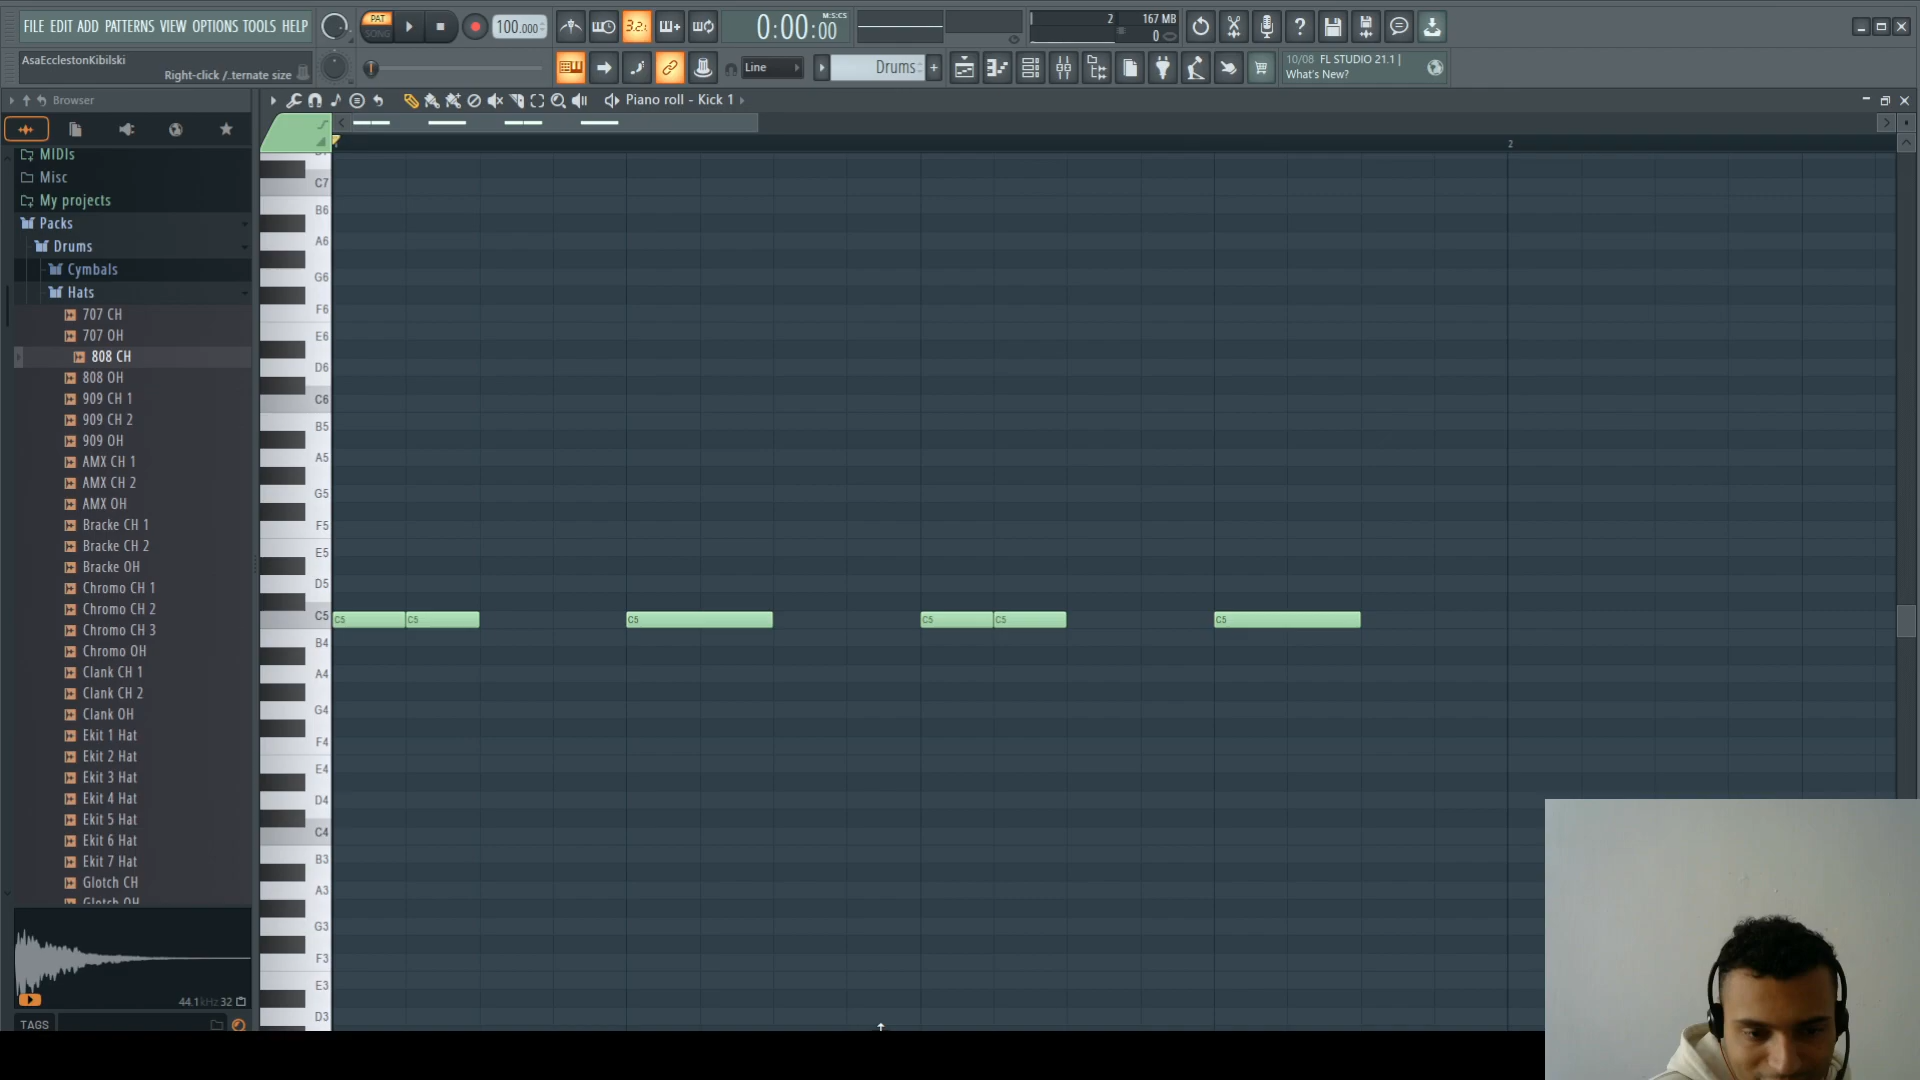 FILE EDIT ADD PATTERNS VIEW OPTIONS TOOLS HELP
PAT
SONG
100.000
3.2.1
0:00:00
M:S:CS
2
167 MB
0
AsaEcclestonKibilski
Right-click /.ternate size
Line
Drums
10/08 FL STUDIO 21.1 |
What's New?
Browser
Piano roll - Kick 1
MIDIs
Misc
My projects
Packs
Drums
Cymbals
Hats
707 CH
707 OH
808 CH
808 OH
909 CH 1
909 CH 2
909 OH
AMX CH 1
AMX CH 2
AMX OH
Bracke CH 1
Bracke CH 2
Bracke OH
Chromo CH 1
Chromo CH 2
Chromo CH 3
Chromo OH
Clank CH 1
Clank CH 2
Clank OH
Ekit 1 Hat
Ekit 2 Hat
Ekit 3 Hat
Ekit 4 Hat
Ekit 5 Hat
Ekit 6 Hat
Ekit 7 Hat
Glotch CH
Glotch OH
44.1kHz 32
TAGS
2
C7
B6
A6
G6
F6
E6
D6
C6
B5
A5
G5
F5
E5
D5
C5
C5 C5 C5 C5 C5 C5
B4
A4
G4
F4
E4
D4
C4
B3
A3
G3
F3
E3
D3